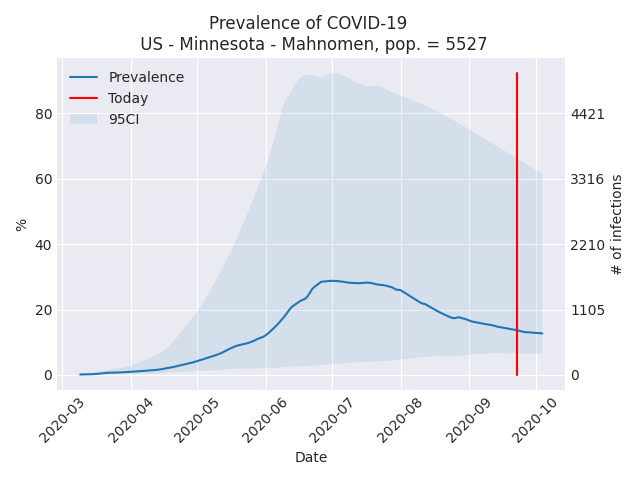 Prevalence of COVID-19
US - Minnesota - Mahnomen, pop. = 5527
Prevalence
Today
95CI
80
60
40
20
0
%
4421
3316
2210
1105
0
# of infections
2020-03
2020-04
2020-05
2020-06
2020-07
2020-08
2020-09
2020-10
Date